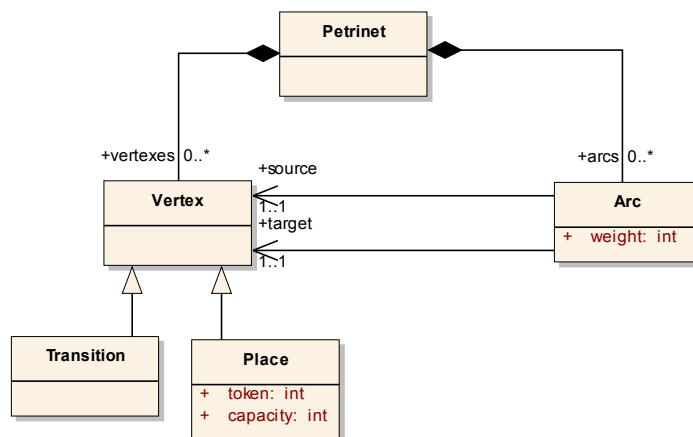 Petrinet
+vertexes 0..*
+arcs 0..*
+source
Vertex
1..1
+target
1..1
Arc
+ weight: int
Transition
Place
+ token: int
+ capacity: int